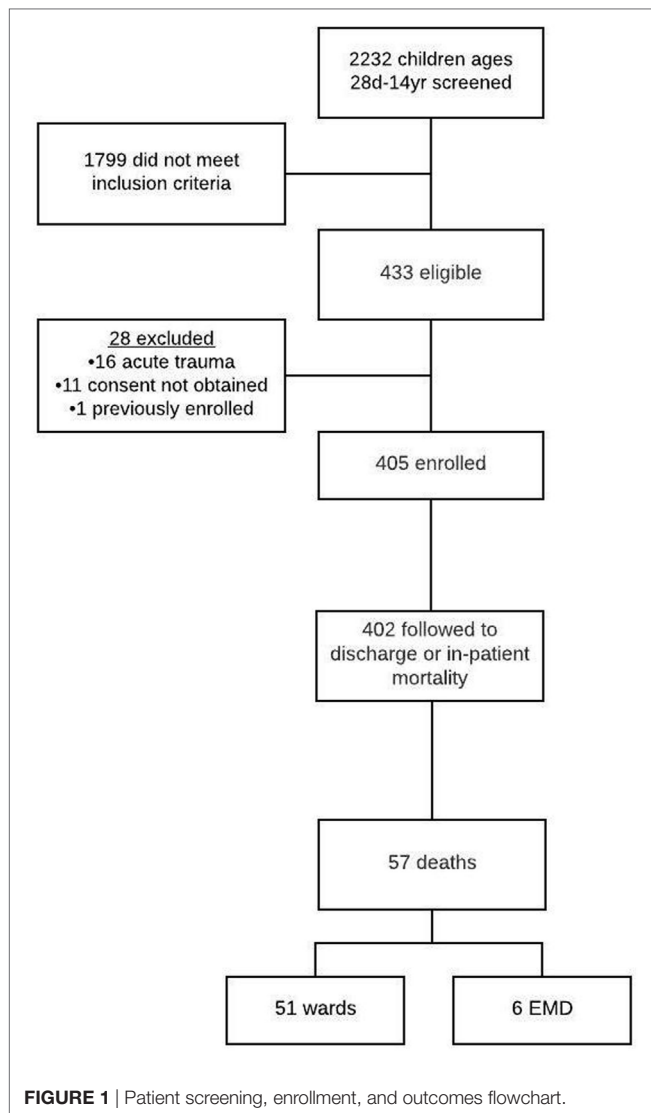 2232 children ages
28d-14yr screened
1799 did not meet
inclusion criteria
433 eligible
28 excluded
•16 acute trauma
•11 consent not obtained
•1 previously enrolled
405 enrolled
402 followed to
discharge or in-patient
mortality
57 deaths
51 wards
6 EMD
FIGURE 1 | Patient screening, enrollment, and outcomes flowchart.